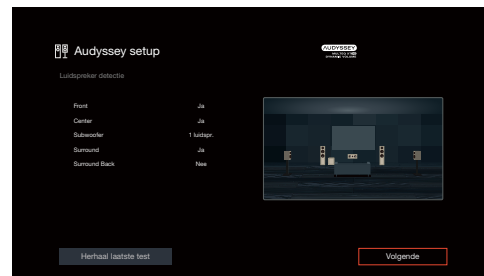 Audyssey setup
AUDYSSEY
Luidspreker detectie
Front Ja
Center Ja
Subwoofer 1 luidspr.
Surround Ja
Surround Back Nee
Herhaal laatste test
Volgende